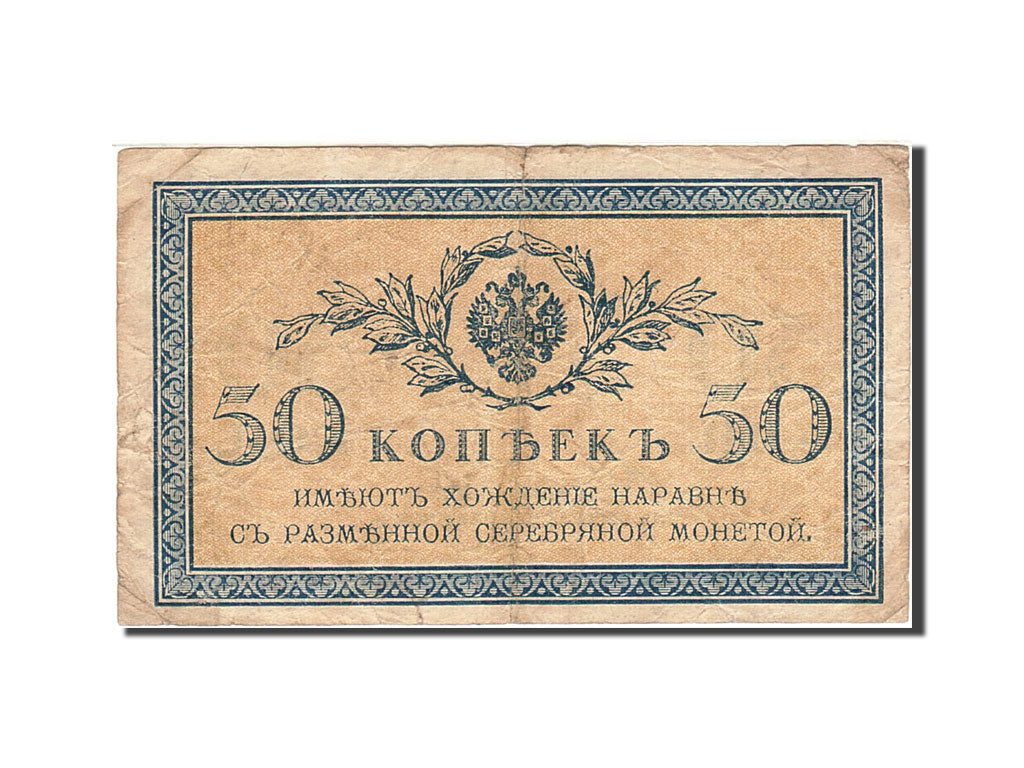 50 КОПѢЕКЪ 50
ИМѢЮТЪ ХОЖДЕНІЕ НАРАВНѢ
СЪ РАЗМѢННОЙ СЕРЕБРЯНОЙ МОНЕТОЙ.